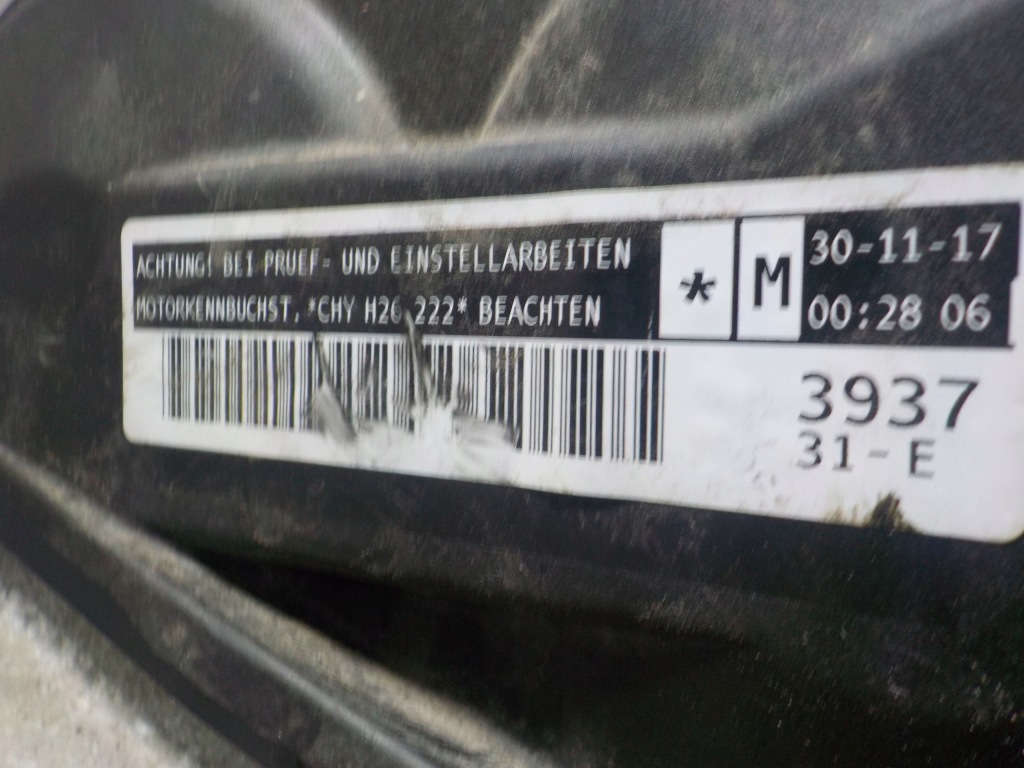 ACHTUNG! BEI PRUEF- UND EINSTELLARBEITEN
MOTORKENNBUCHST. *CHY H26 222* BEACHTEN
*
M
30-11-17
00:28 06
3937
31-E